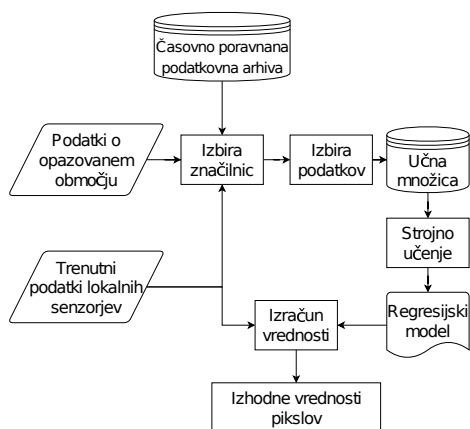 Časovno poravnana
podatkovna arhiva
Podatki o
opazovanem
območju
Izbira
značilnic
Izbira
podatkov
Učna
množica
Strojno
učenje
Trenutni
podatki lokalnih
senzorjev
Izračun
vrednosti
Regresijski
model
Izhodne vrednosti
pikslov